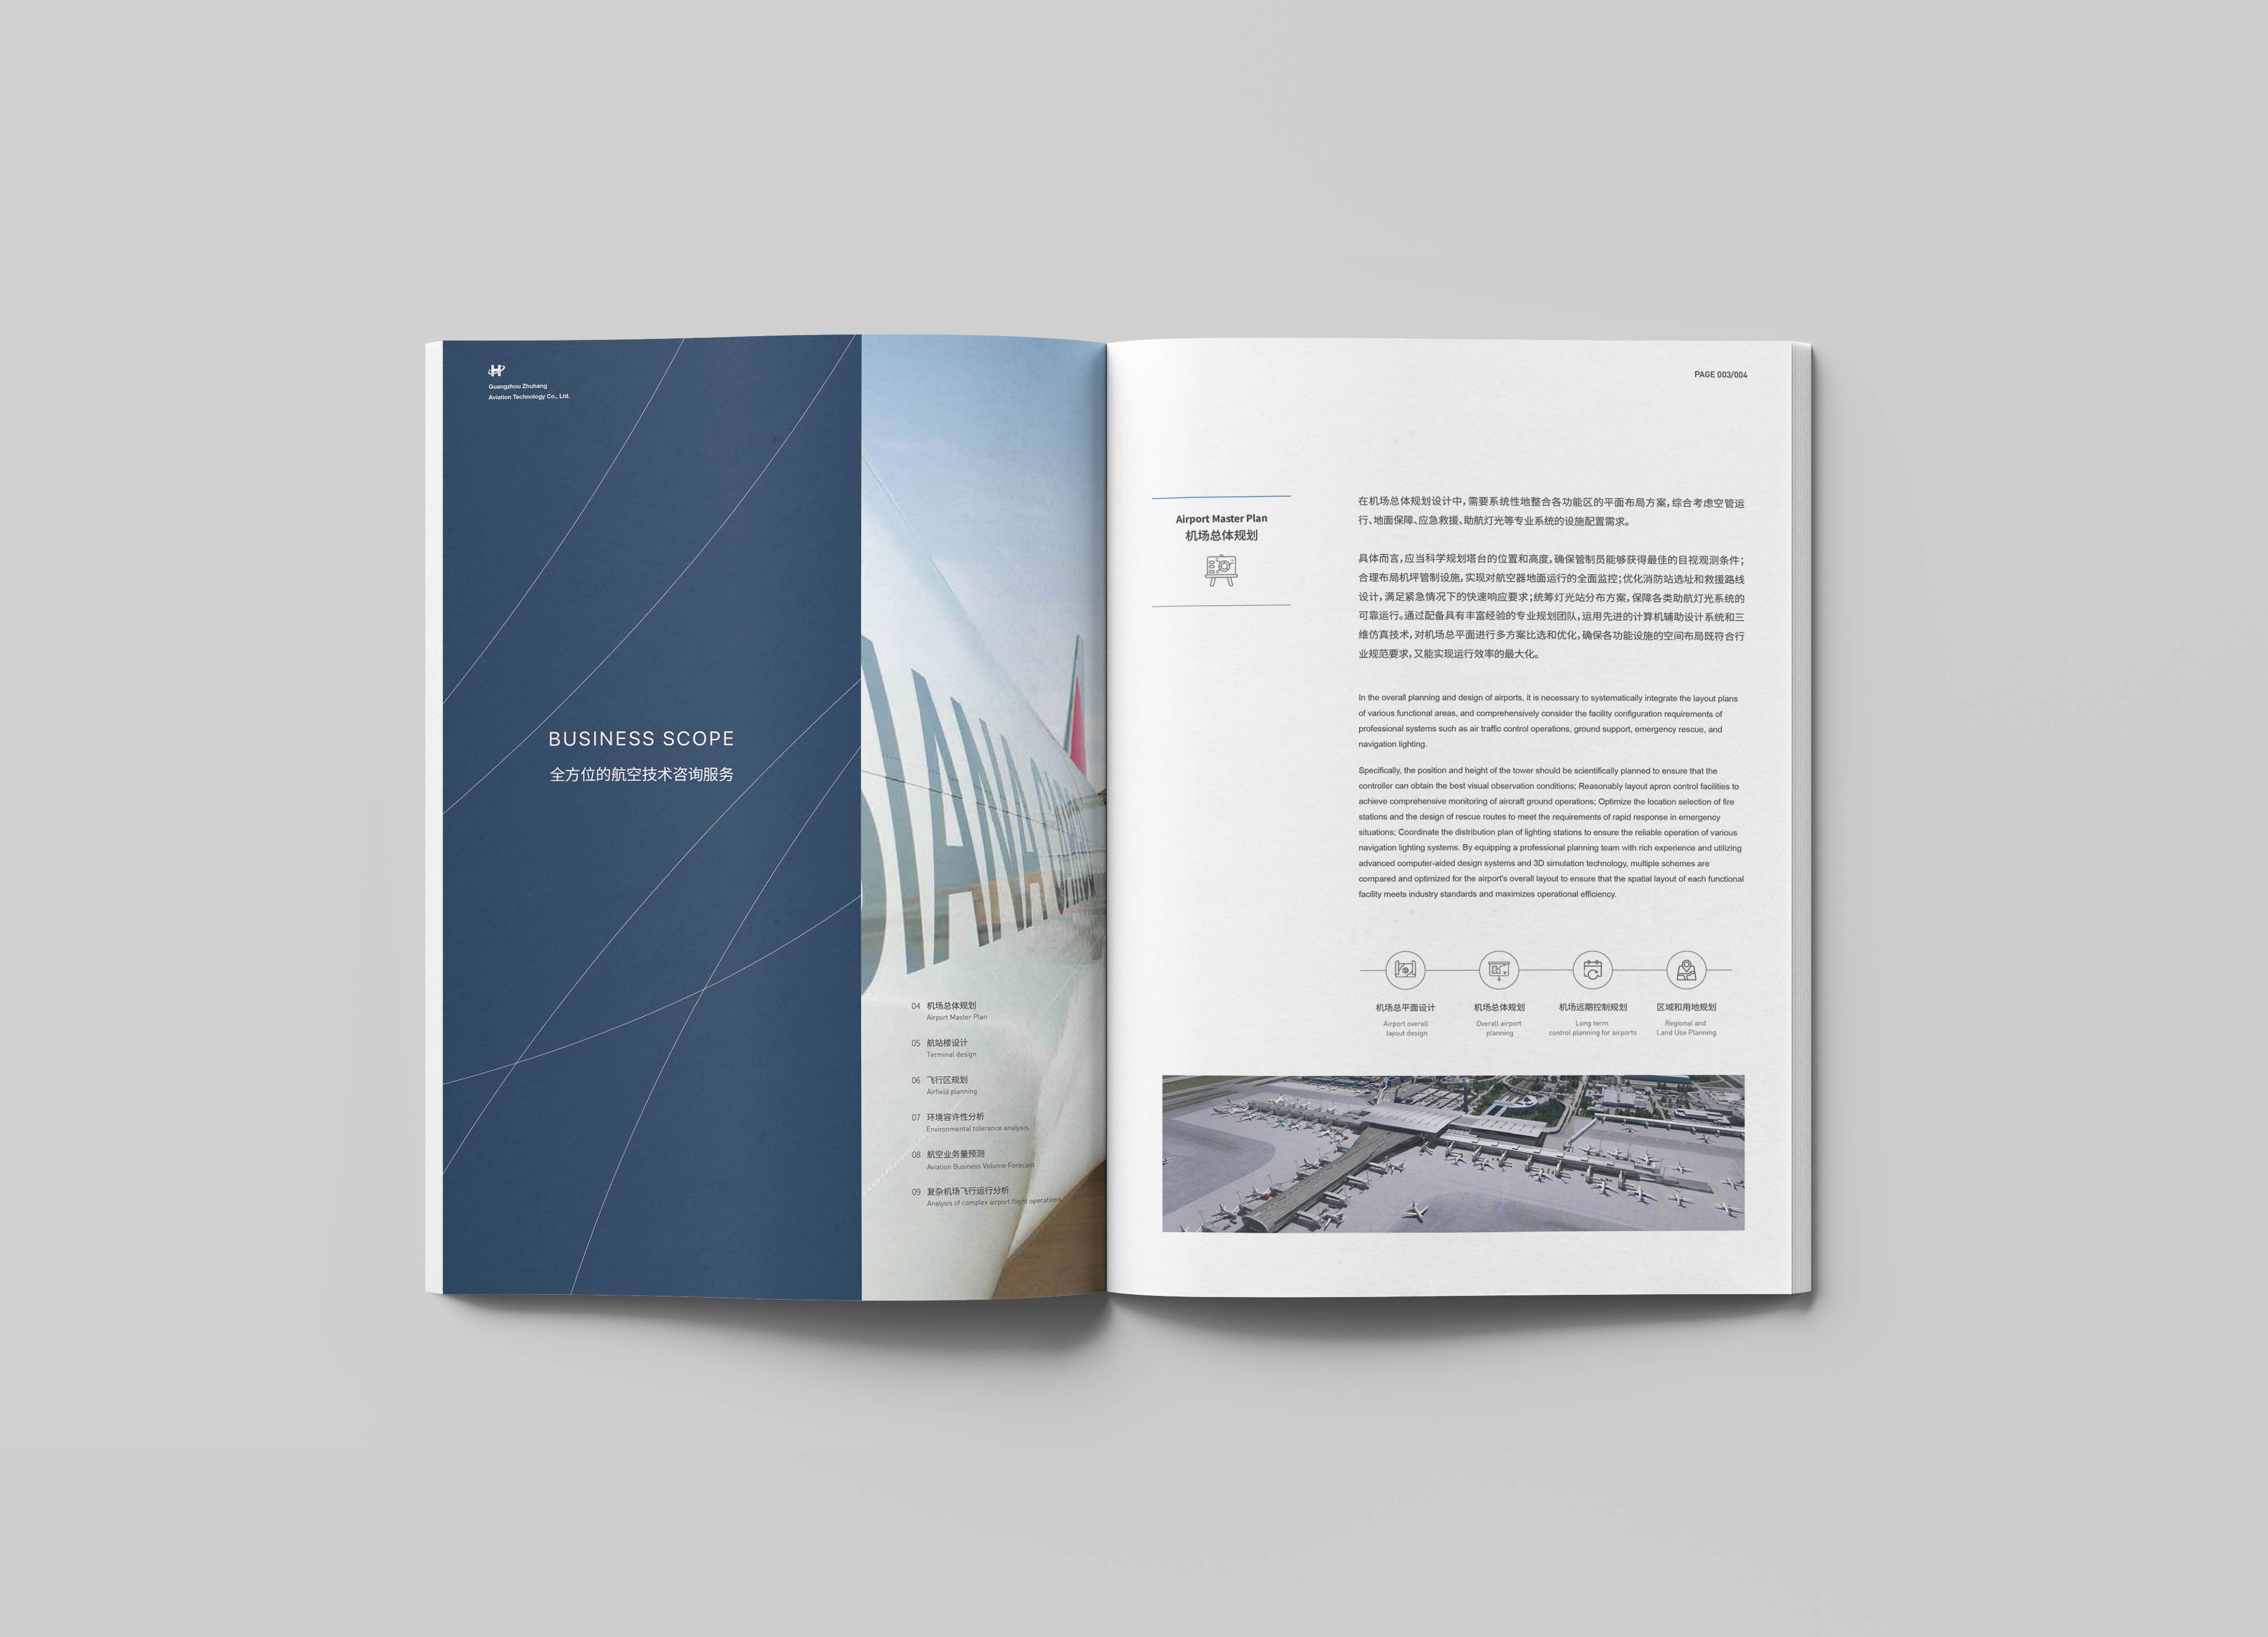 Guangzhou Zhuhang
Aviation Technology Co., Ltd.
BUSINESS SCOPE
全方位的航空技术咨询服务
IANA
04 机场总体规划
Airport Master Plan
05 航站楼设计
Terminal design
06 飞行区规划
Airfield planning
07 环境容许性分析
Environmental tolerance analysis
08 航空业务量预测
Aviation Business Volume Forecast
09 复杂机场飞行运行分析
Analysis of complex airport flight operations
PAGE 003/004
Airport Master Plan
机场总体规划
在机场总体规划设计中，需要系统性地整合各功能区的平面布局方案，综合考虑空管运
行、地面保障、应急救援、助航灯光等专业系统的设施配置需求。
具体而言，应当科学规划塔台的位置和高度，确保管制员能够获得最佳的目视观测条件；
合理布局机坪管制设施，实现对航空器地面运行的全面监控；优化消防站选址和救援路线
设计，满足紧急情况下的快速响应要求；统筹灯光站分布方案，保障各类助航灯光系统的
可靠运行。通过配备具有丰富经验的专业规划团队，运用先进的计算机辅助设计系统和三
维仿真技术，对机场总平面进行多方案比选和优化，确保各功能设施的空间布局既符合行
业规范要求，又能实现运行效率的最大化。
In the overall planning and design of airports, it is necessary to systematically integrate the layout plans
of various functional areas, and comprehensively consider the facility configuration requirements of
professional systems such as air traffic control operations, ground support, emergency rescue, and
navigation lighting.
Specifically, the position and height of the tower should be scientifically planned to ensure that the
controller can obtain the best visual observation conditions; Reasonably layout apron control facilities to
achieve comprehensive monitoring of aircraft ground operations; Optimize the location selection of fire
stations and the design of rescue routes to meet the requirements of rapid response in emergency
situations; Coordinate the distribution plan of lighting stations to ensure the reliable operation of various
navigation lighting systems. By equipping a professional planning team with rich experience and utilizing
advanced computer-aided design systems and 3D simulation technology, multiple schemes are
compared and optimized for the airport's overall layout to ensure that the spatial layout of each functional
facility meets industry standards and maximizes operational efficiency.
机场总平面设计
Airport overall
layout design
机场总体规划
Overall airport
planning
机场远期控制规划
Long term
control planning for airports
区域和用地规划
Regional and
Land Use Planning